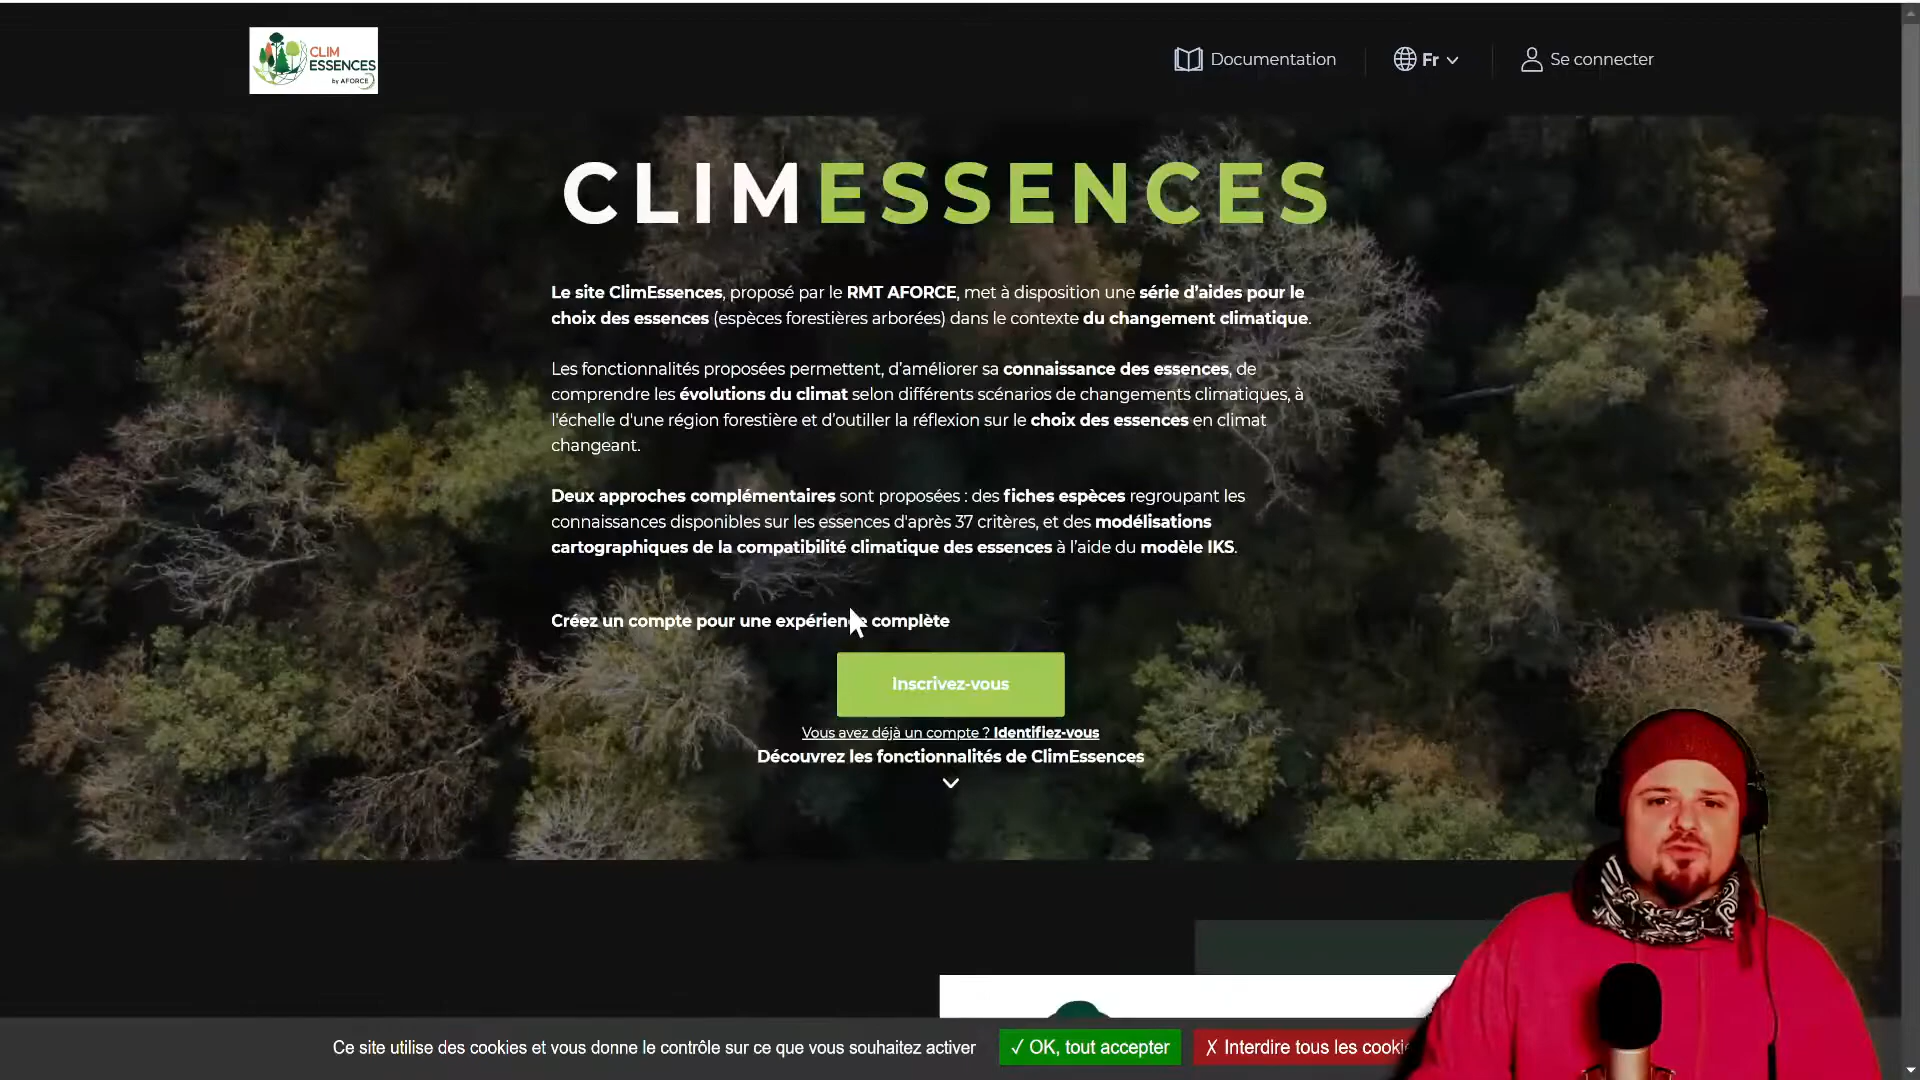 CLIM
ESSENCES
by AFORCE
Documentation
Fr
Se connecter
CLIMESSENCES
Le site ClimEssences, proposé par le RMT AFORCE, met à disposition une série d'aides pour le
choix des essences (espèces forestières arborées) dans le contexte du changement climatique.
Les fonctionnalités proposées permettent, d'améliorer sa connaissance des essences, de
comprendre les évolutions du climat selon différents scénarios de changements climatiques, à
l'échelle d'une région forestière et d'outiller la réflexion sur le choix des essences en climat
changeant.
Deux approches complémentaires sont proposées : des fiches espèces regroupant les
connaissances disponibles sur les essences d'après 37 critères, et des modélisations
cartographiques de la compatibilité climatique des essences à l'aide du modèle IKS.
Créez un compte pour une expérience complète
Inscrivez-vous
Vous avez déjà un compte ? Identifiez-vous
Découvrez les fonctionnalités de ClimEssences
Ce site utilise des cookies et vous donne le contrôle sur ce que vous souhaitez activer
✓ OK, tout accepter
✗ Interdire tous les cooki